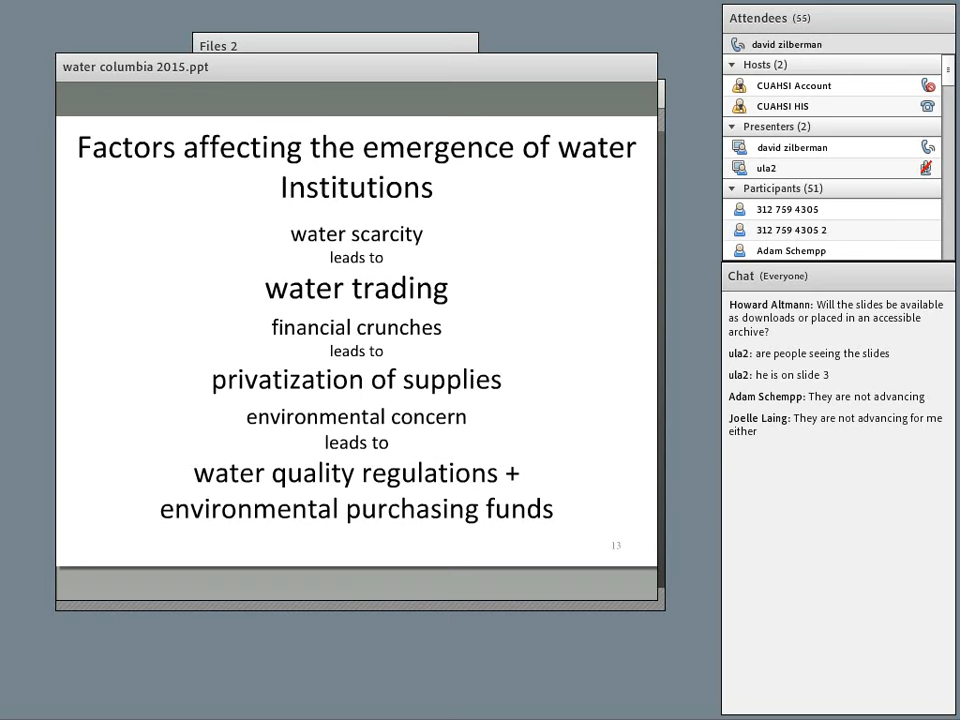 Files 2
water columbia 2015.ppt
Factors affecting the emergence of water
Institutions
water scarcity
leads to
water trading
financial crunches
leads to
privatization of supplies
environmental concern
leads to
water quality regulations +
environmental purchasing funds
13
Attendees (55)
david zilberman
Hosts (2)
CUAHSI Account
CUAHSI HIS
Presenters (2)
david zilberman
ula2
Participants (51)
312 759 4305
312 759 4305 2
Adam Schempp
Chat (Everyone)
Howard Altmann: Will the slides be available
as downloads or placed in an accessible
archive?
ula2: are people seeing the slides
ula2: he is on slide 3
Adam Schempp: They are not advancing
Joelle Laing: They are not advancing for me
either